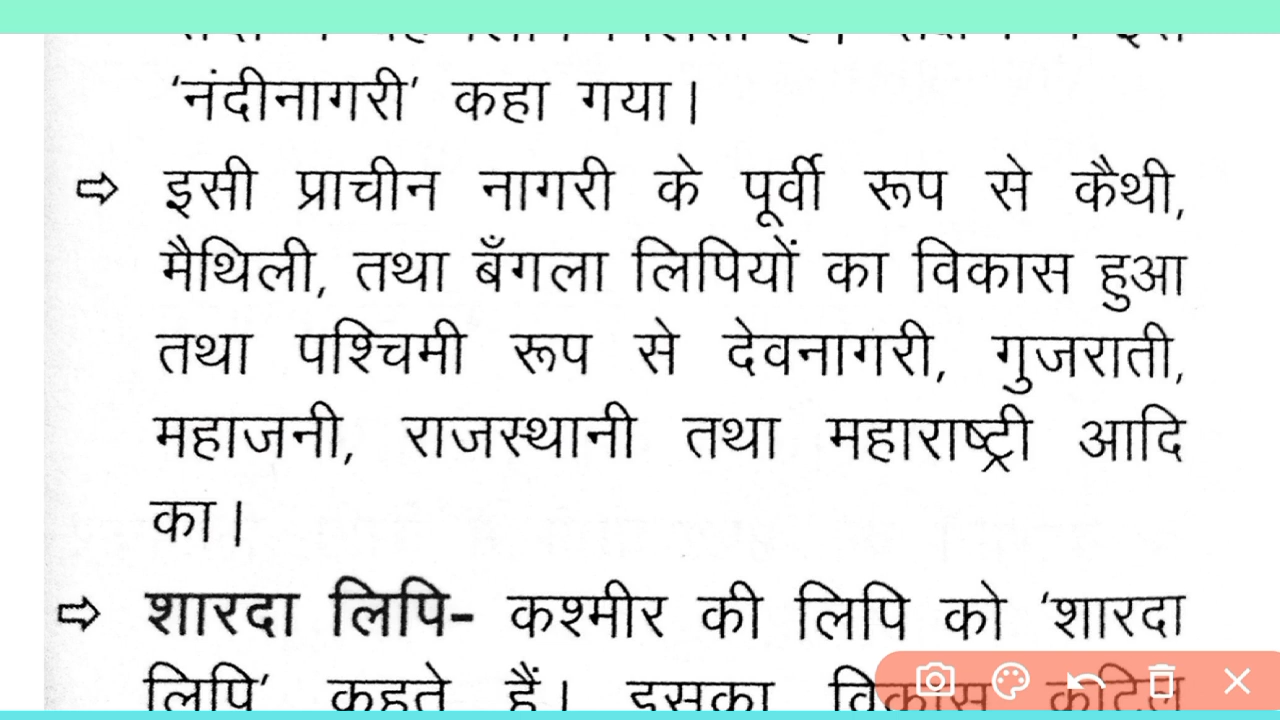 'नंदीनागरी' कहा गया।
⇨ इसी प्राचीन नागरी के पूर्वी रूप से कैथी,
मैथिली, तथा बँगला लिपियों का विकास हुआ
तथा पश्चिमी रूप से देवनागरी, गुजराती,
महाजनी, राजस्थानी तथा महाराष्ट्री आदि
का।
⇨ शारदा लिपि- कश्मीर की लिपि को 'शारदा
लिपि' कहते हैं। इसका विकास कुटिल